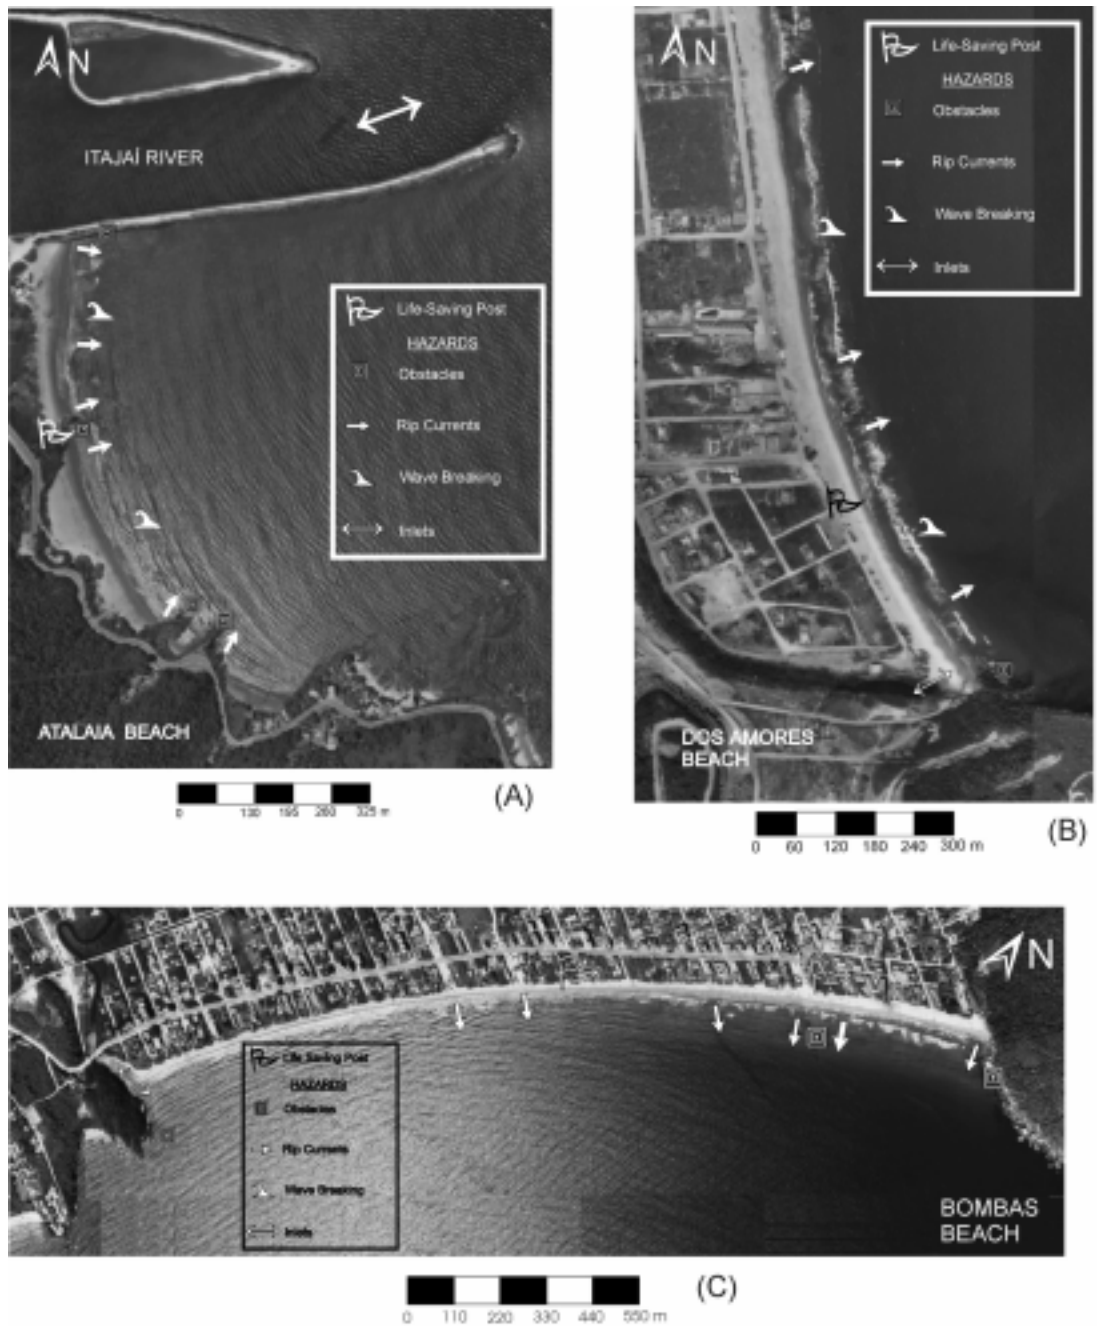 N
ITAJAÍ RIVER
Life-Saving Post
HAZARDS
Obstacles
Rip Currents
Wave Breaking
Inlets
ATALAIA BEACH
0 130 195 260 325 m
(A)
N
Life-Saving Post
HAZARDS
Obstacles
Rip Currents
Wave Breaking
Inlets
DOS AMORES
BEACH
0 60 120 180 240 300 m
(B)
N
Life Saving Post
HAZARDS
Obstacles
Rip Currents
Wave Breaking
Inlets
BOMBAS
BEACH
0 110 220 330 440 550 m
(C)